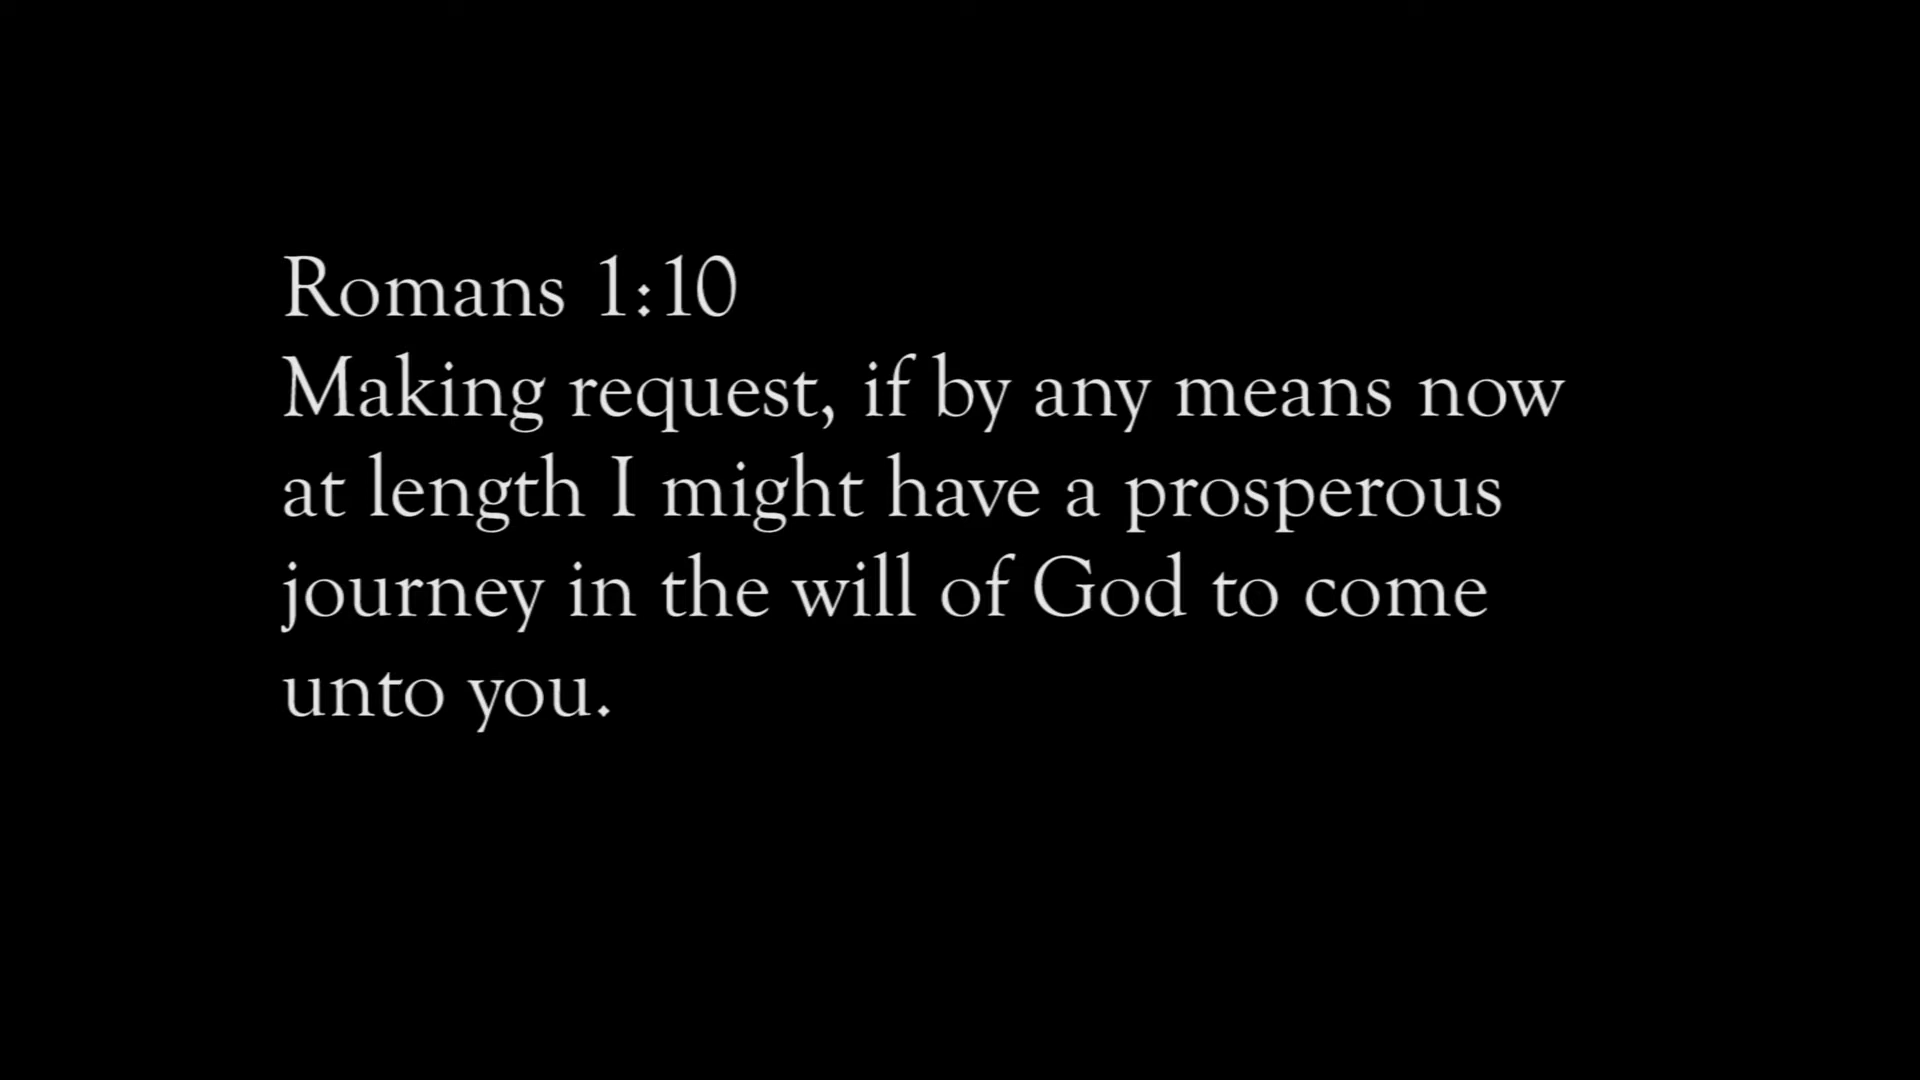 Romans 1:10
Making request, if by any means now
at length I might have a prosperous
journey in the will of God to come
unto you.